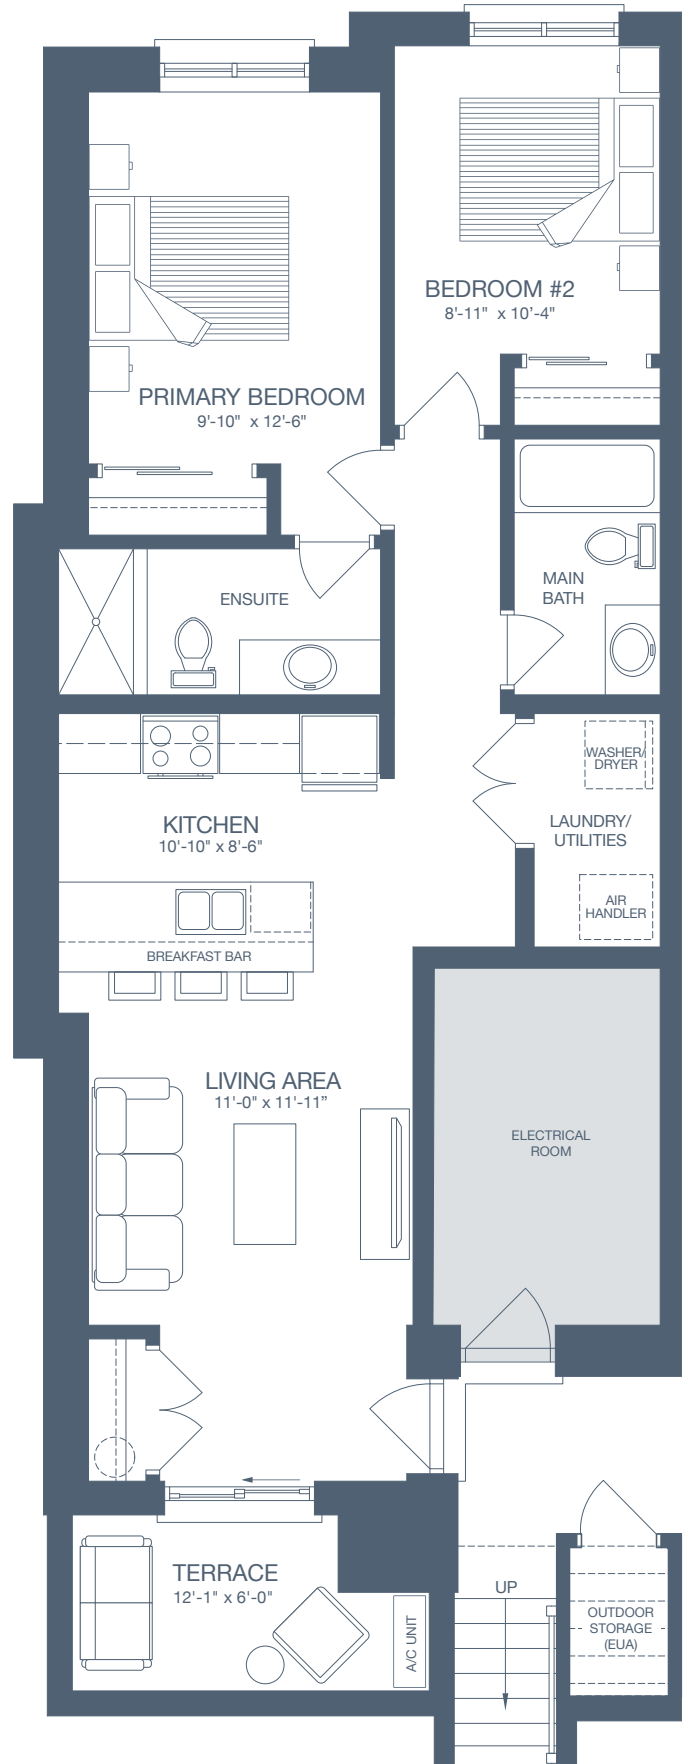 BEDROOM #2
8'-11" x 10'-4"
PRIMARY BEDROOM
9'-10" x 12'-6"
ENSUITE
MAIN
BATH
WASHER/
DRYER
KITCHEN
10'-10" x 8'-6"
LAUNDRY/
UTILITIES
AIR
HANDLER
BREAKFAST BAR
LIVING AREA
11'-0" x 11'-11”
ELECTRICAL
ROOM
TERRACE
12'-1" x 6'-0"
A/C UNIT
UP
OUTDOOR
STORAGE
(EUA)